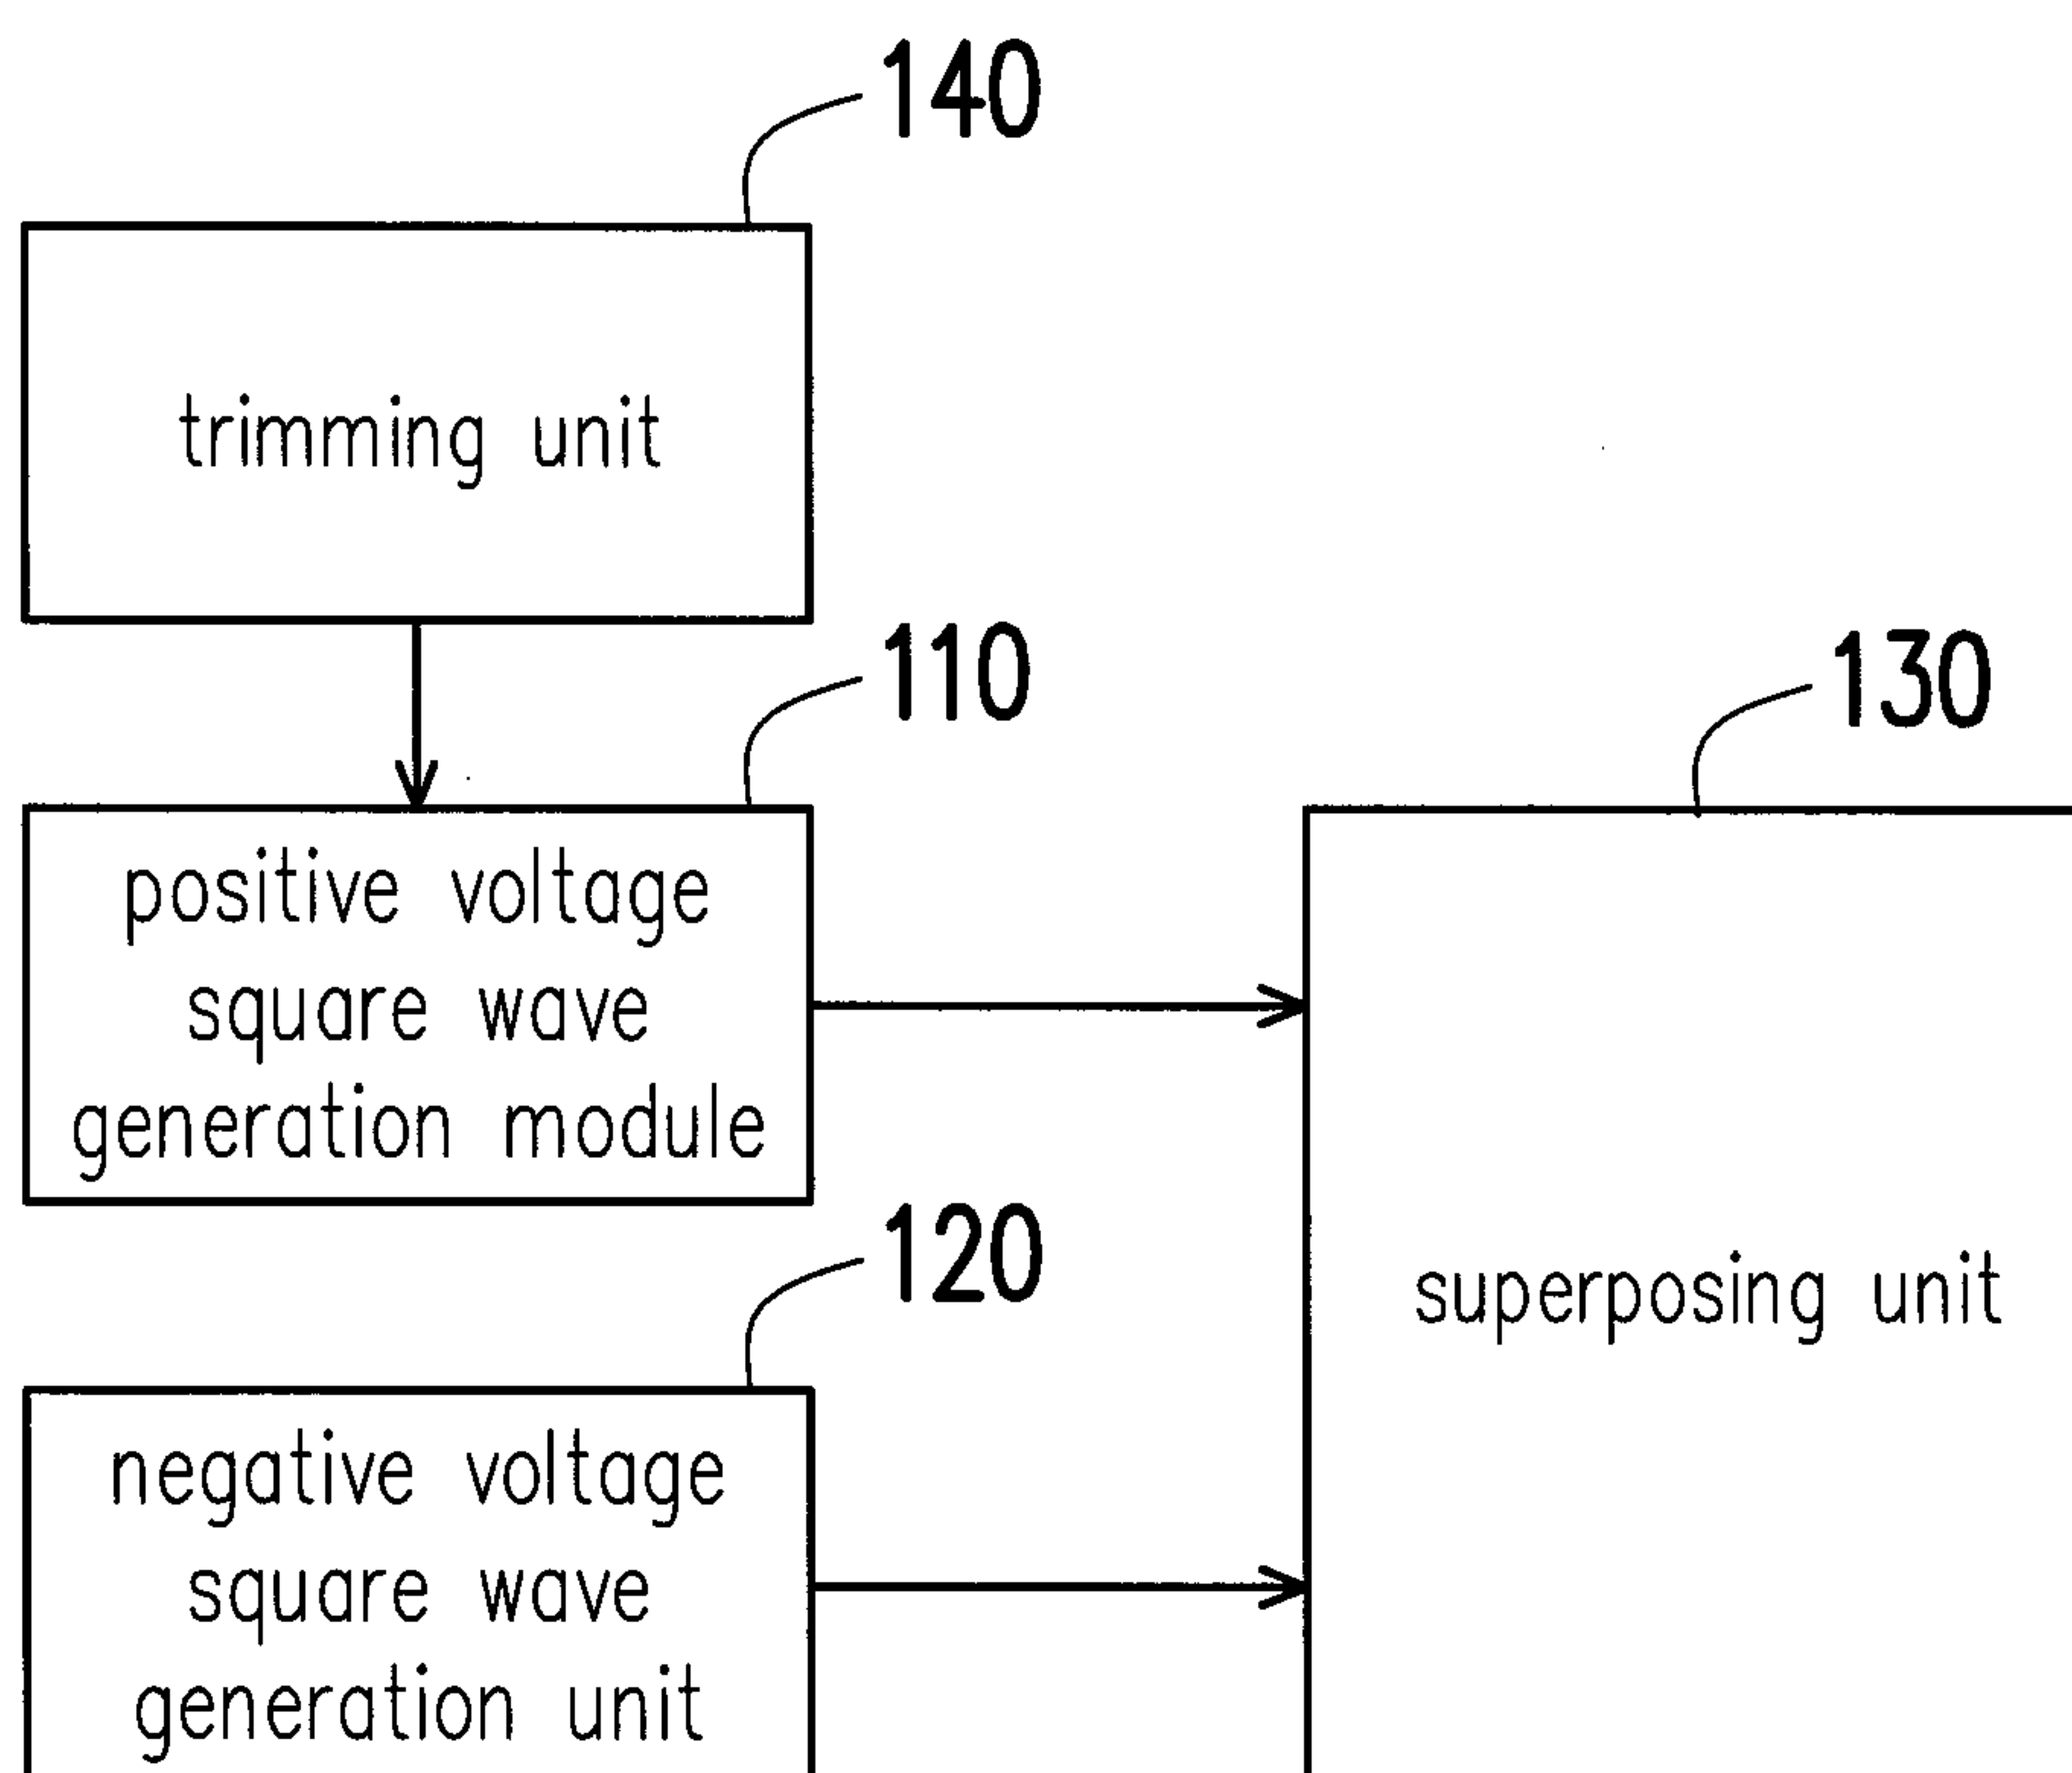 140
trimming unit
110
130
positive voltage
square wave
generation module
120
superposing unit
negative voltage
square wave
generation unit